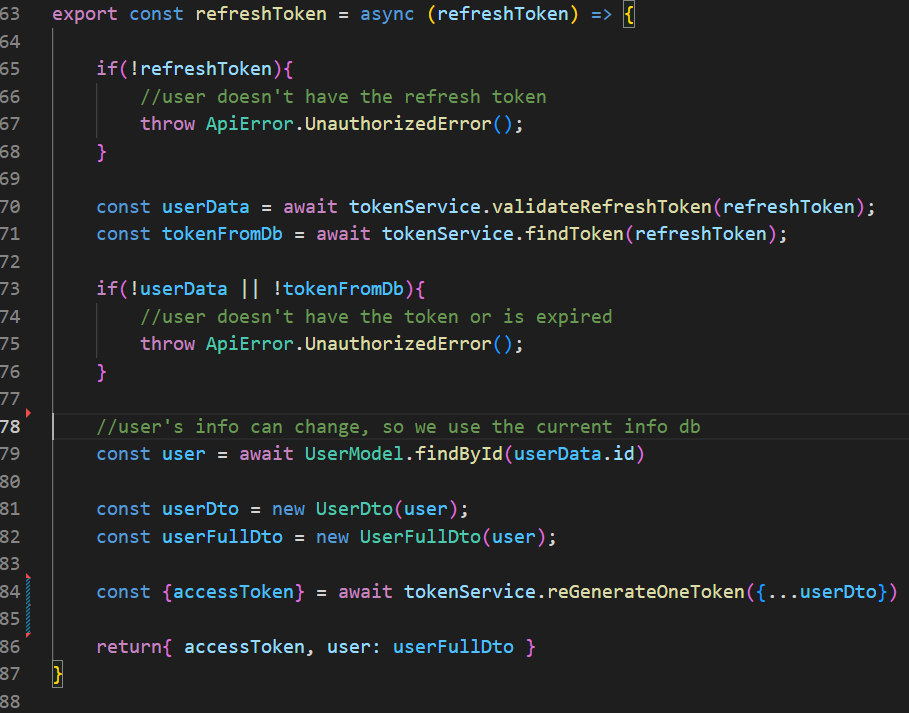 63 export const refreshToken = async (refreshToken) => {
64
65 if(!refreshToken){
66 //user doesn't have the refresh token
67 throw ApiError.UnauthorizedError();
68 }
69
70 const userData = await tokenService.validateRefreshToken(refreshToken);
71 const tokenFromDb = await tokenService.findToken(refreshToken);
72
73 if(!userData || !tokenFromDb){
74 //user doesn't have the token or is expired
75 throw ApiError.UnauthorizedError();
76 }
77
78 //user's info can change, so we use the current info db
79 const user = await UserModel.findById(userData.id)
80
81 const userDto = new UserDto(user);
82 const userFullDto = new UserFullDto(user);
83
84 const {accessToken} = await tokenService.reGenerateOneToken({...userDto})
85
86 return{ accessToken, user: userFullDto }
87 }
88